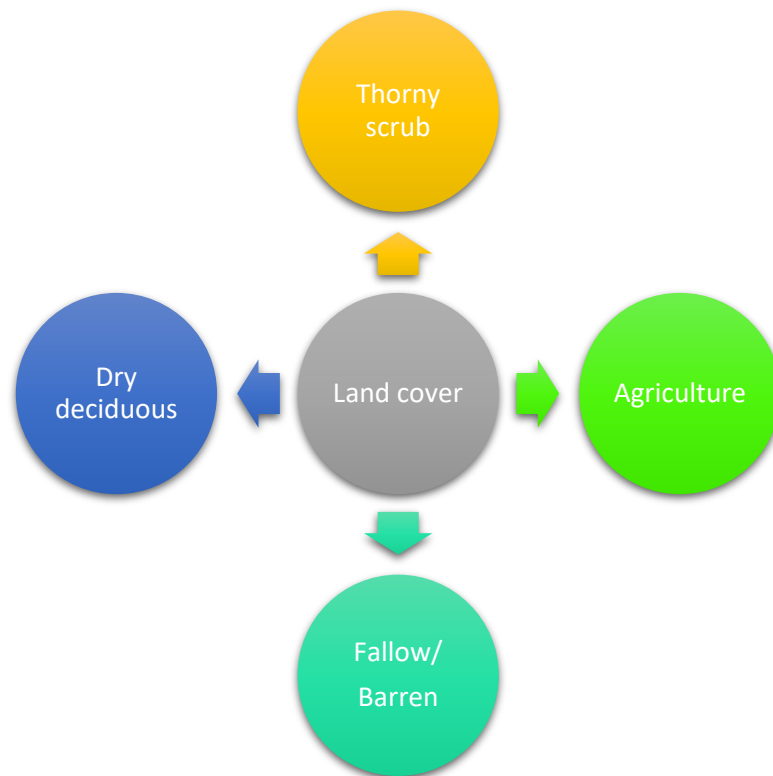 Thorny
scrub
Dry
deciduous
Land cover
Agriculture
Fallow/
Barren